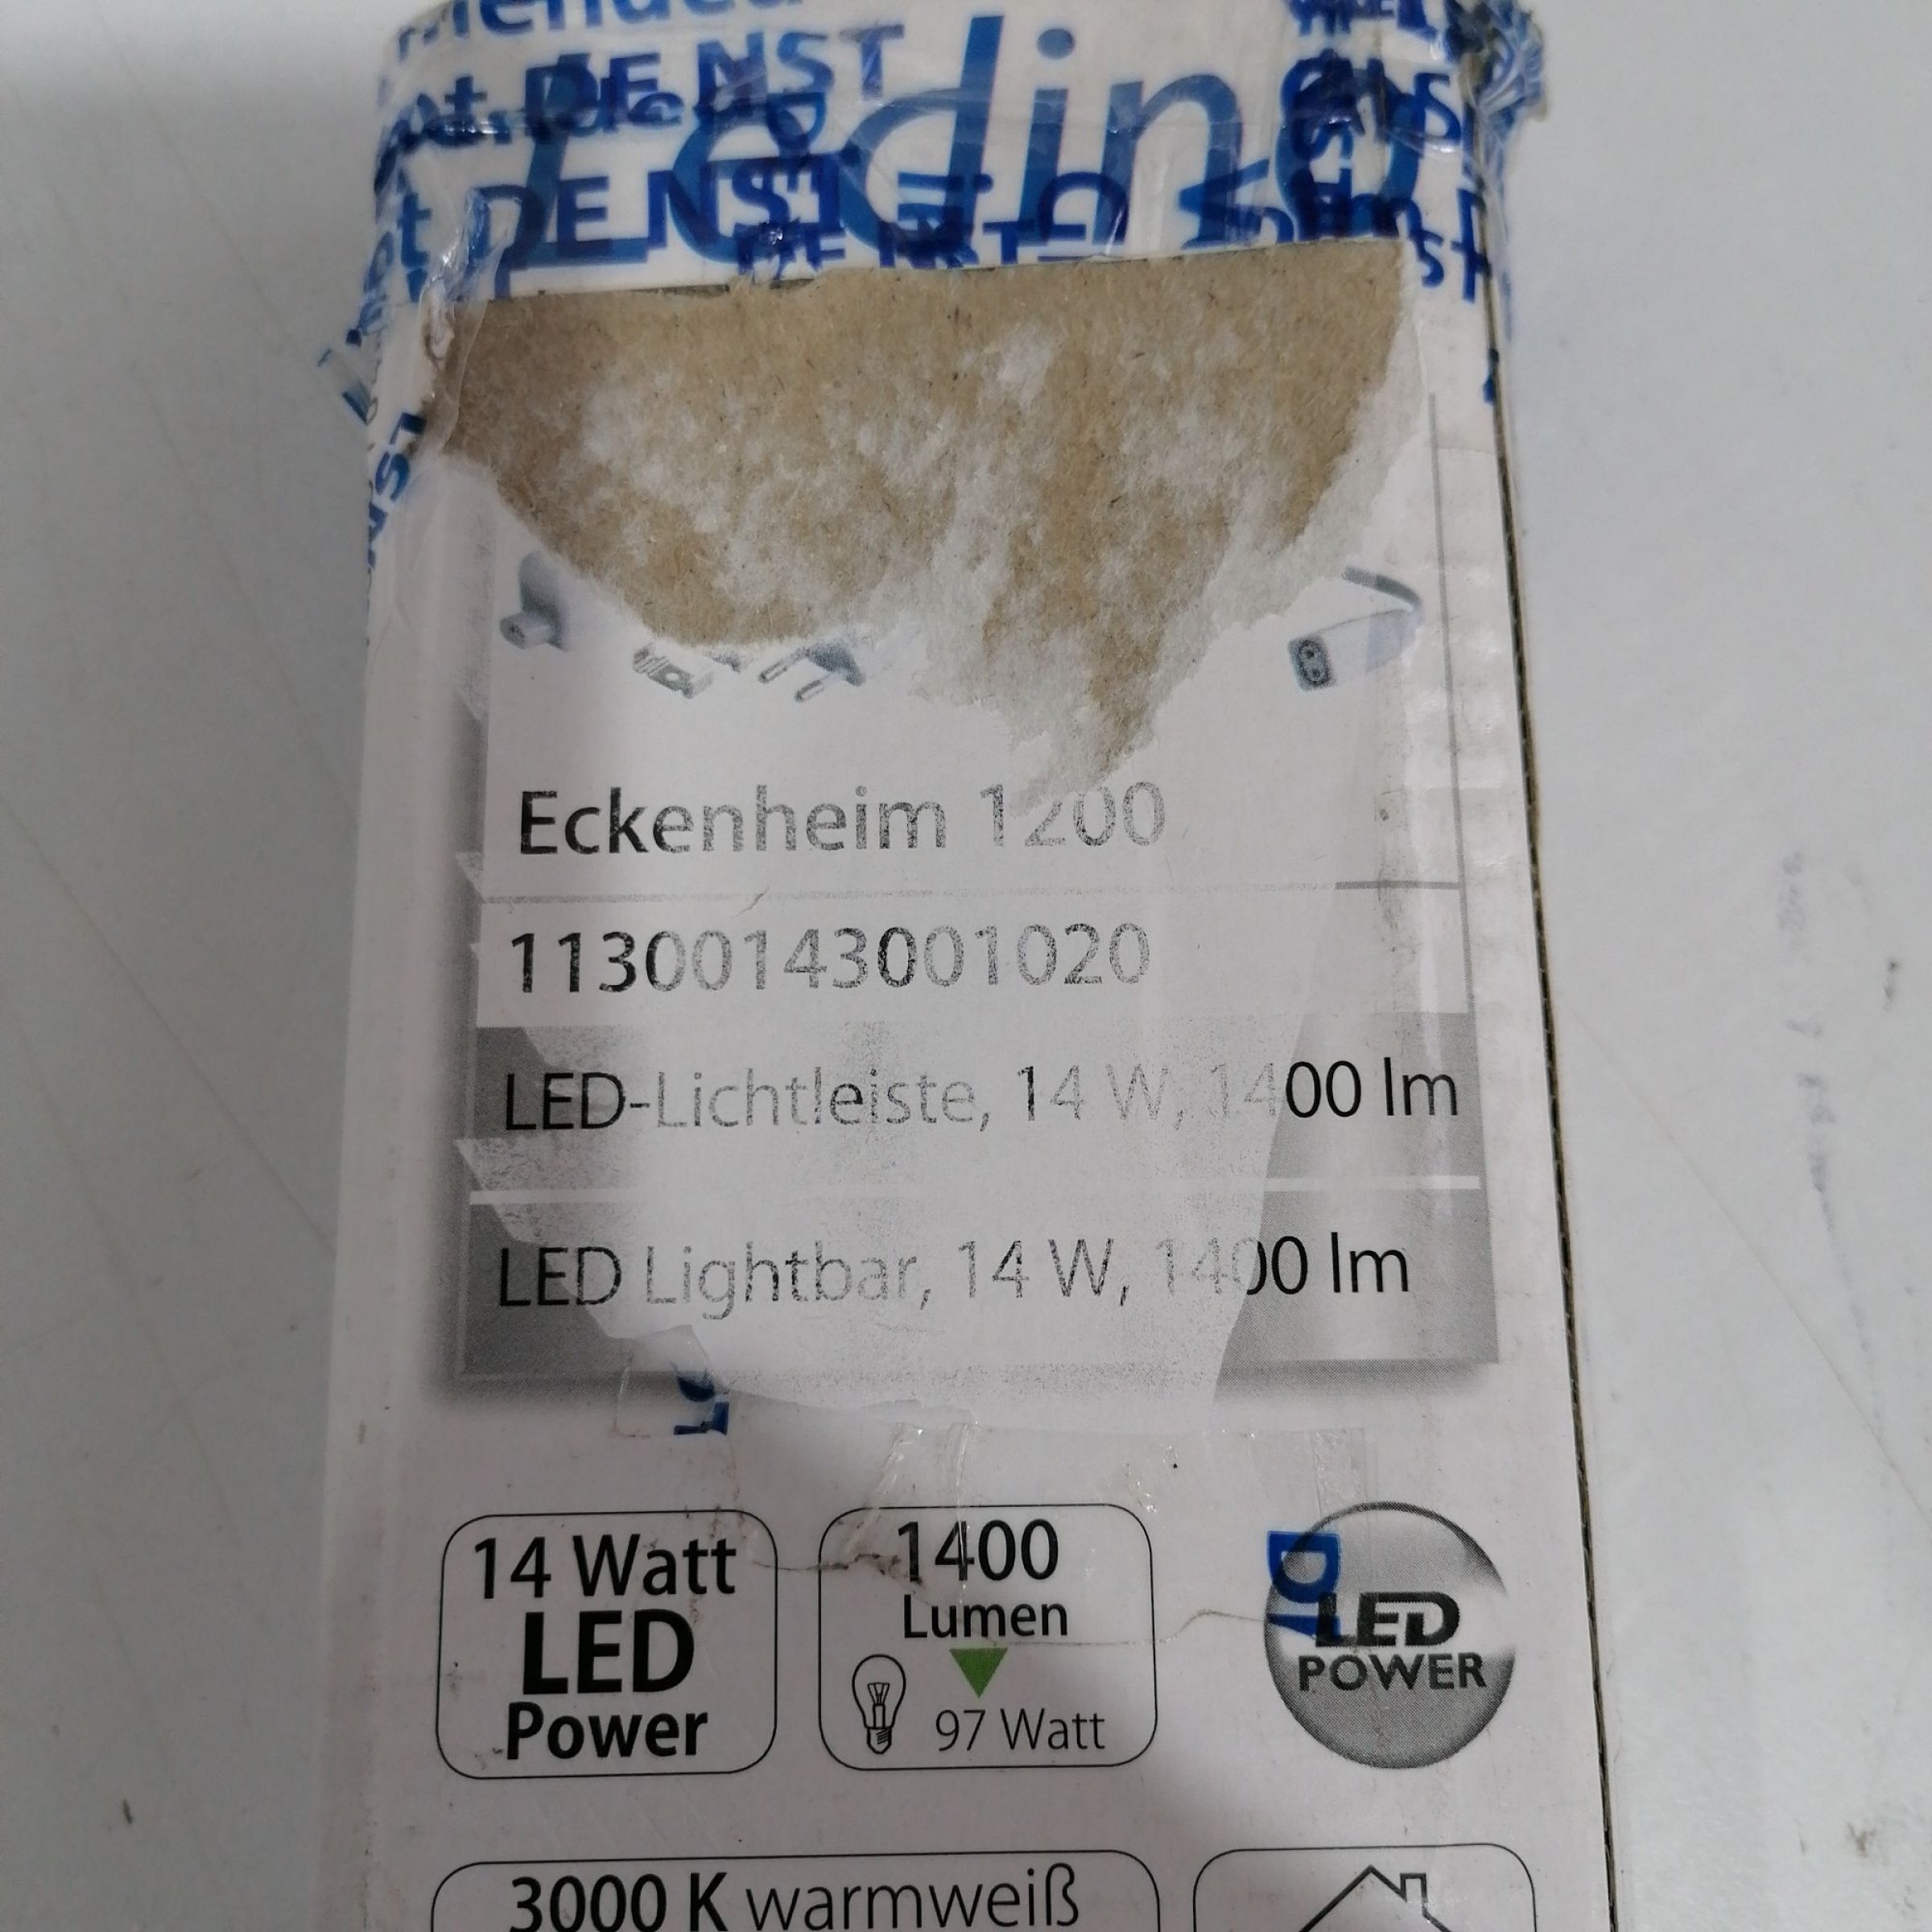 Ledino
Eckenheim 1200
11300143001020
LED-Lichtleiste, 14 W, 1400 lm
LED Lightbar, 14 W, 1400 lm
14 Watt
LED
Power
1400
Lumen
97 Watt
LED
POWER
3000 K warmweiß